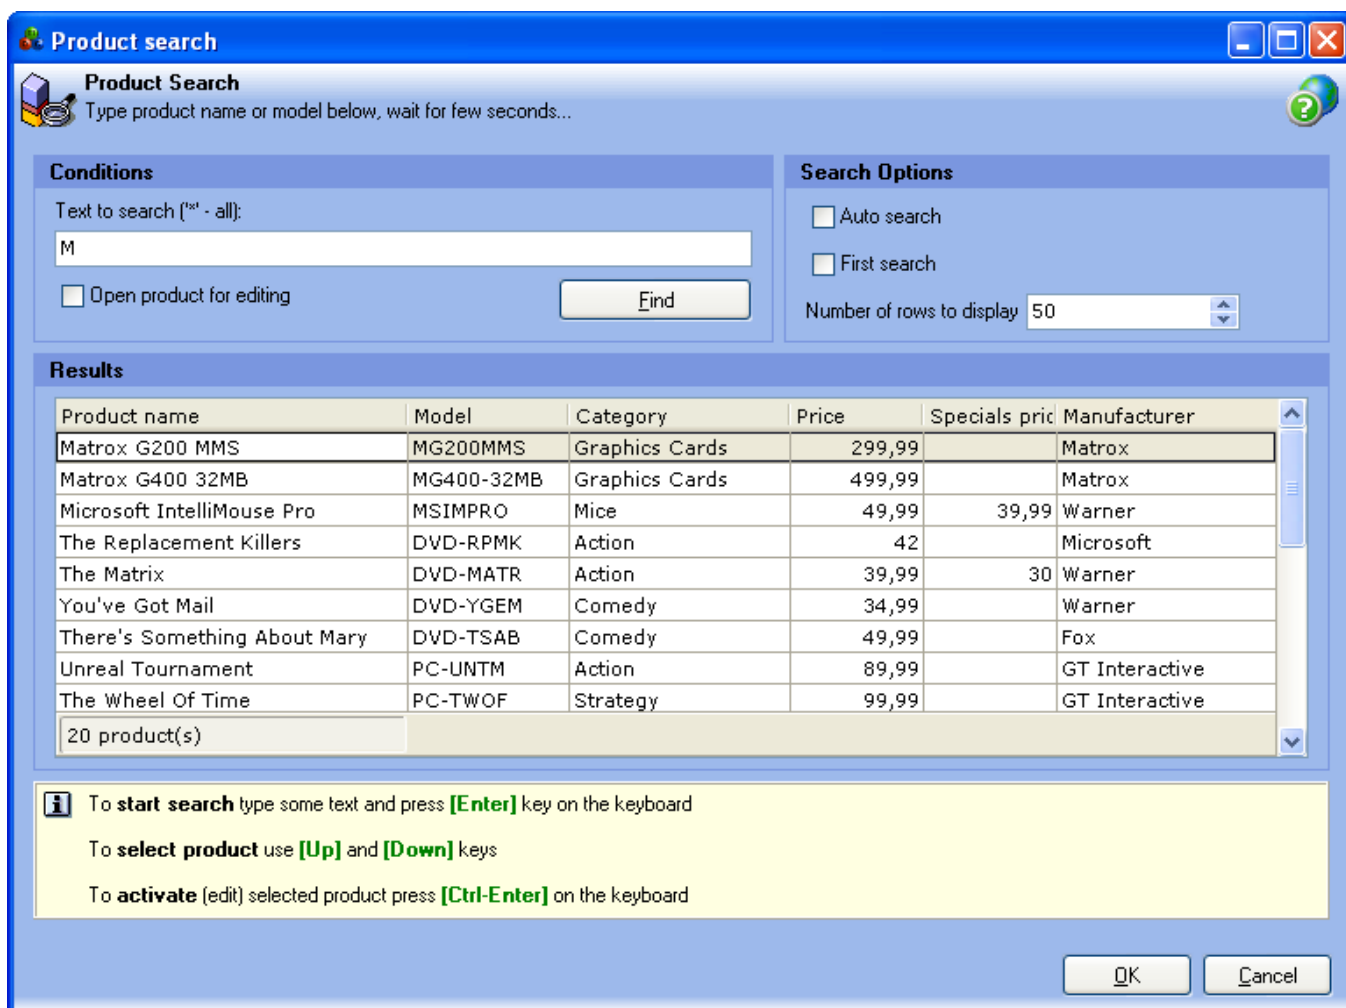 Product search
Product Search
Type product name or model below, wait for few seconds...
Conditions
Text to search ('*' - all):
M
Open product for editing
Find
Search Options
Auto search
First search
Number of rows to display 50
Results
Product name Model Category Price Specials pric Manufacturer
Matrox G200 MMS MG200MMS Graphics Cards 299,99 Matrox
Matrox G400 32MB MG400-32MB Graphics Cards 499,99 Matrox
Microsoft IntelliMouse Pro MSIMPRO Mice 49,99 39,99 Warner
The Replacement Killers DVD-RPMK Action 42 Microsoft
The Matrix DVD-MATR Action 39,99 30 Warner
You've Got Mail DVD-YGEM Comedy 34,99 Warner
There's Something About Mary DVD-TSAB Comedy 49,99 Fox
Unreal Tournament PC-UNTM Action 89,99 GT Interactive
The Wheel Of Time PC-TWOF Strategy 99,99 GT Interactive
20 product(s)
To start search type some text and press [Enter] key on the keyboard
To select product use [Up] and [Down] keys
To activate (edit) selected product press [Ctrl-Enter] on the keyboard
OK Cancel